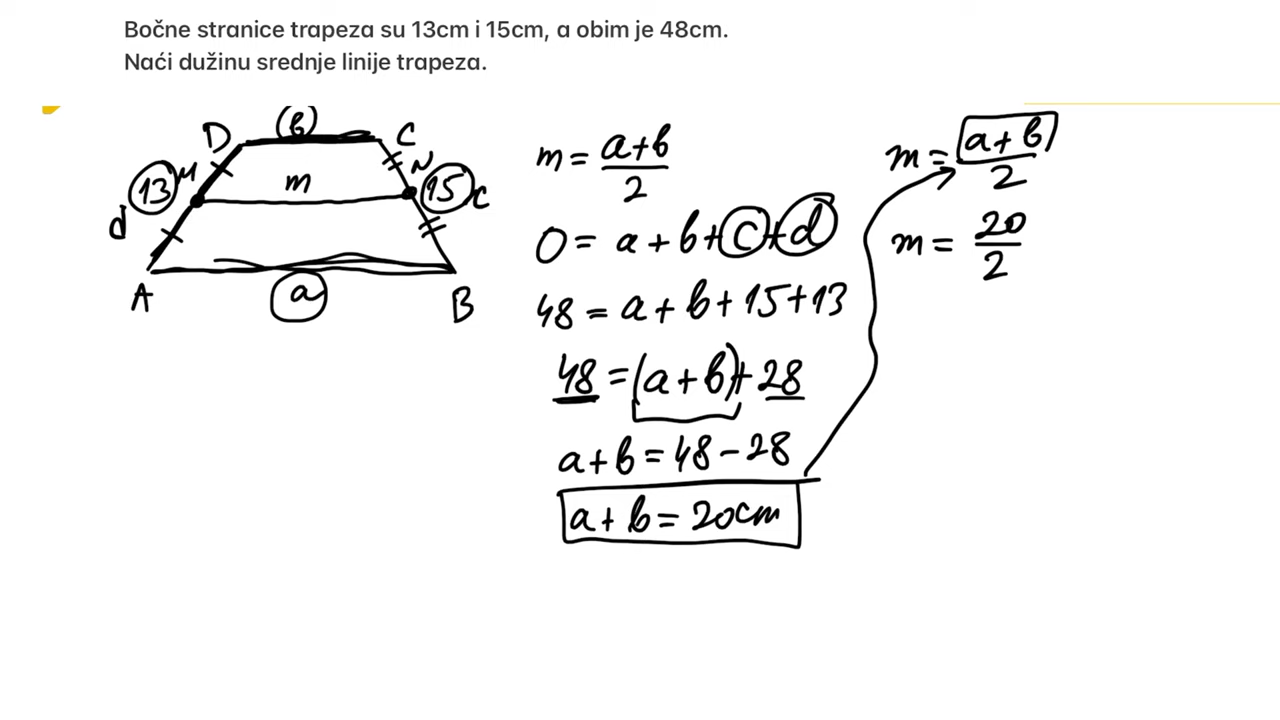 Bočne stranice trapeza su 13cm i 15cm, a obim je 48cm.
Naći dužinu srednje linije trapeza.
D (b) C
13 M m N 15 c
d
A a B
m = a+b / 2
O = a + b + c + d
48 = a + b + 15 + 13
48 = (a + b) + 28
a + b = 48 - 28
a + b = 20cm
m = a + b / 2
m = 20 / 2